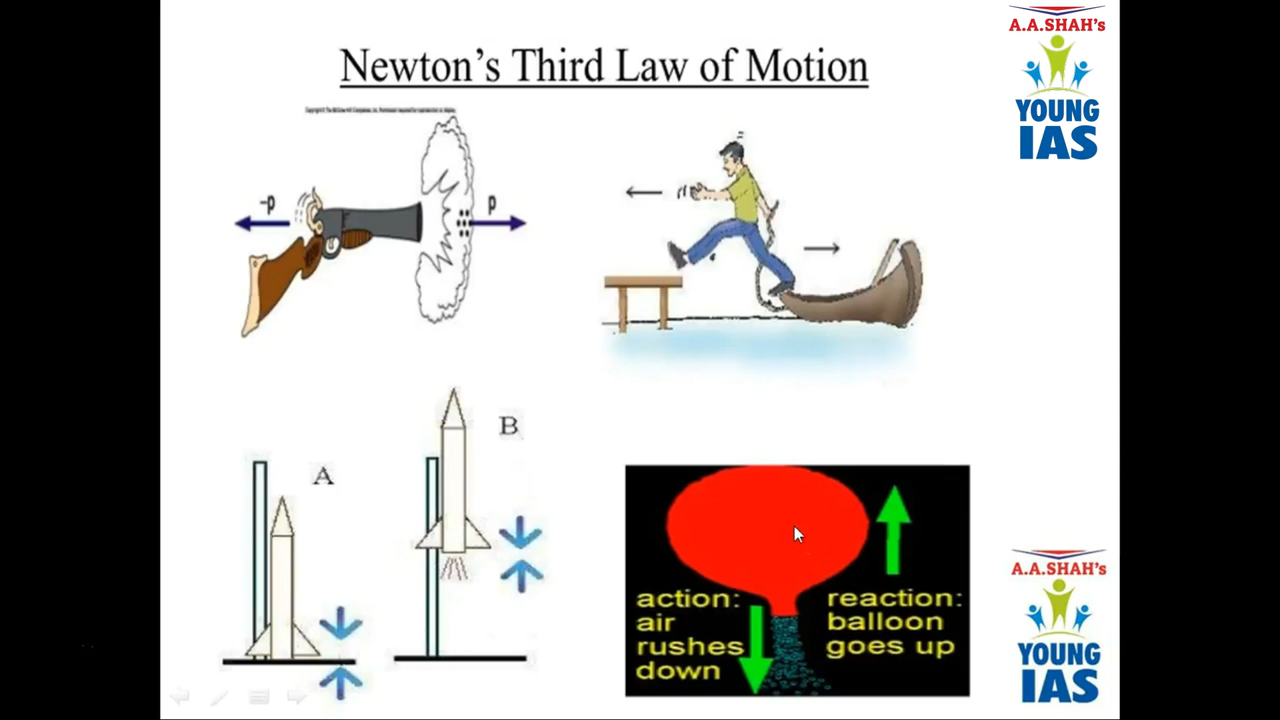 A.A.SHAH's
YOUNG
IAS
Newton's Third Law of Motion
-p
p
A
B
action:
air
rushes
down
reaction:
balloon
goes up
A.A.SHAH's
YOUNG
IAS